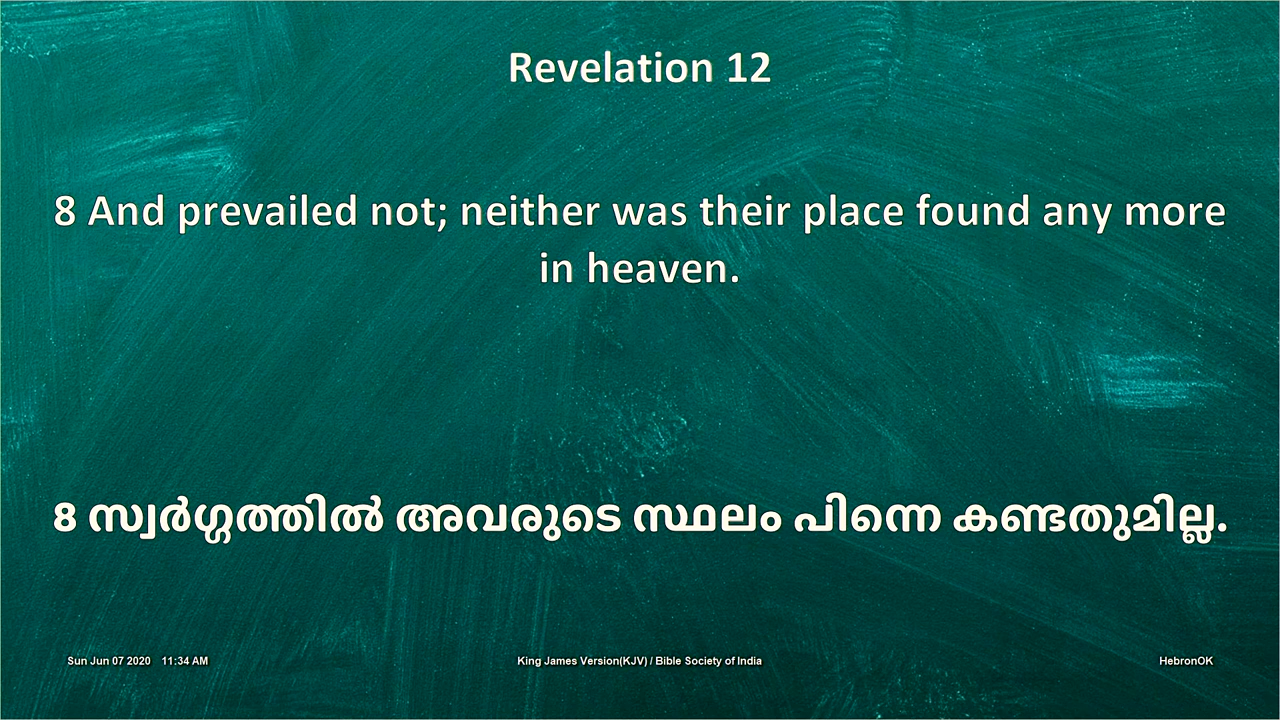 Revelation 12
8 And prevailed not; neither was their place found any more
in heaven.
8 സ്വർഗ്ഗത്തിൽ അവരുടെ സ്ഥലം പിന്നെ കണ്ടതുമില്ല.
Sun Jun 07 2020 11:34 AM
King James Version(KJV) / Bible Society of India
HebronOK